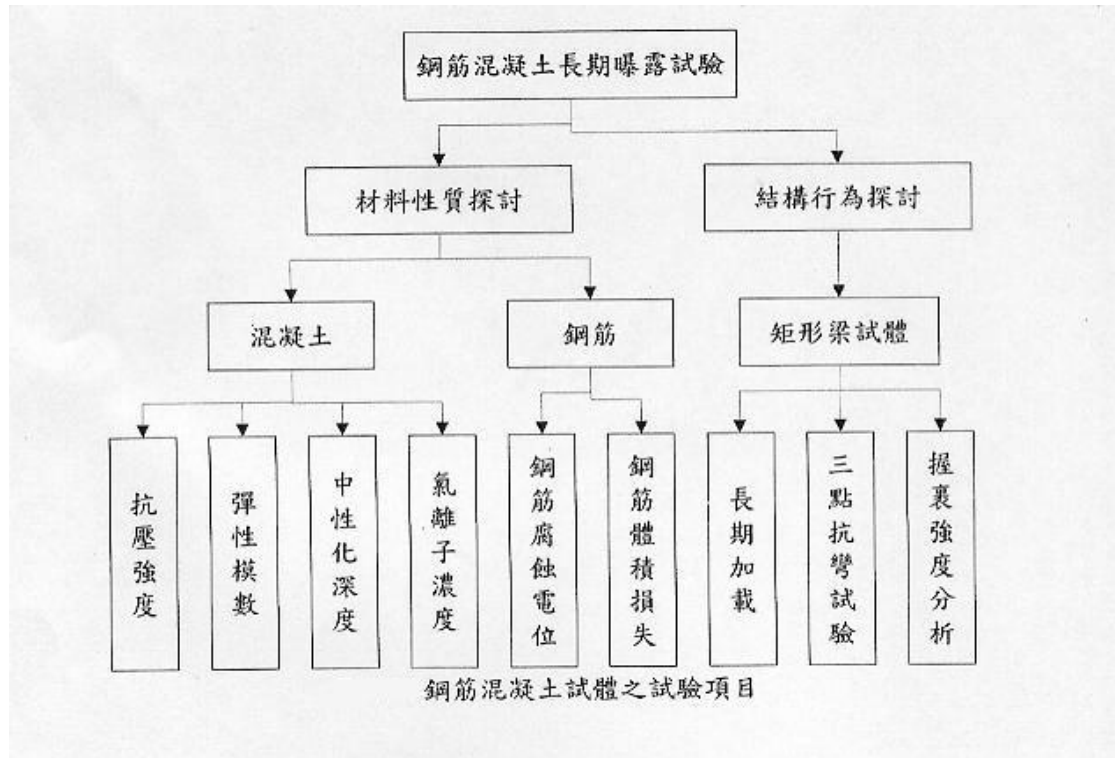 鋼筋混凝土長期曝露試驗
材料性質探討
結構行為探討
混凝土
鋼筋
矩形梁試體
抗壓強度
彈性模數
中性化深度
氯離子濃度
鋼筋腐蝕電位
鋼筋體積損失
長期加載
三點抗彎試驗
握裹強度分析
鋼筋混凝土試體之試驗項目